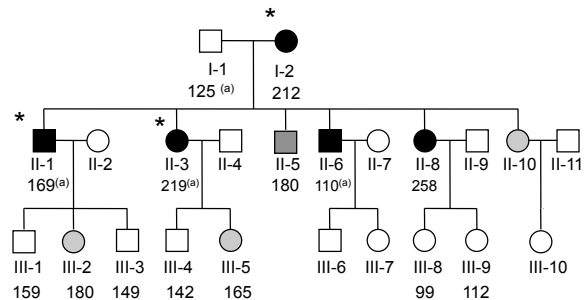 *
I-1 I-2
125 (a) 212
* *
II-1 II-2 II-3 II-4 II-5 II-6 II-7 II-8 II-9 II-10 II-11
169(a) 219(a) 180 110(a) 258
III-1 III-2 III-3 III-4 III-5 III-6 III-7 III-8 III-9 III-10
159 180 149 142 165 99 112